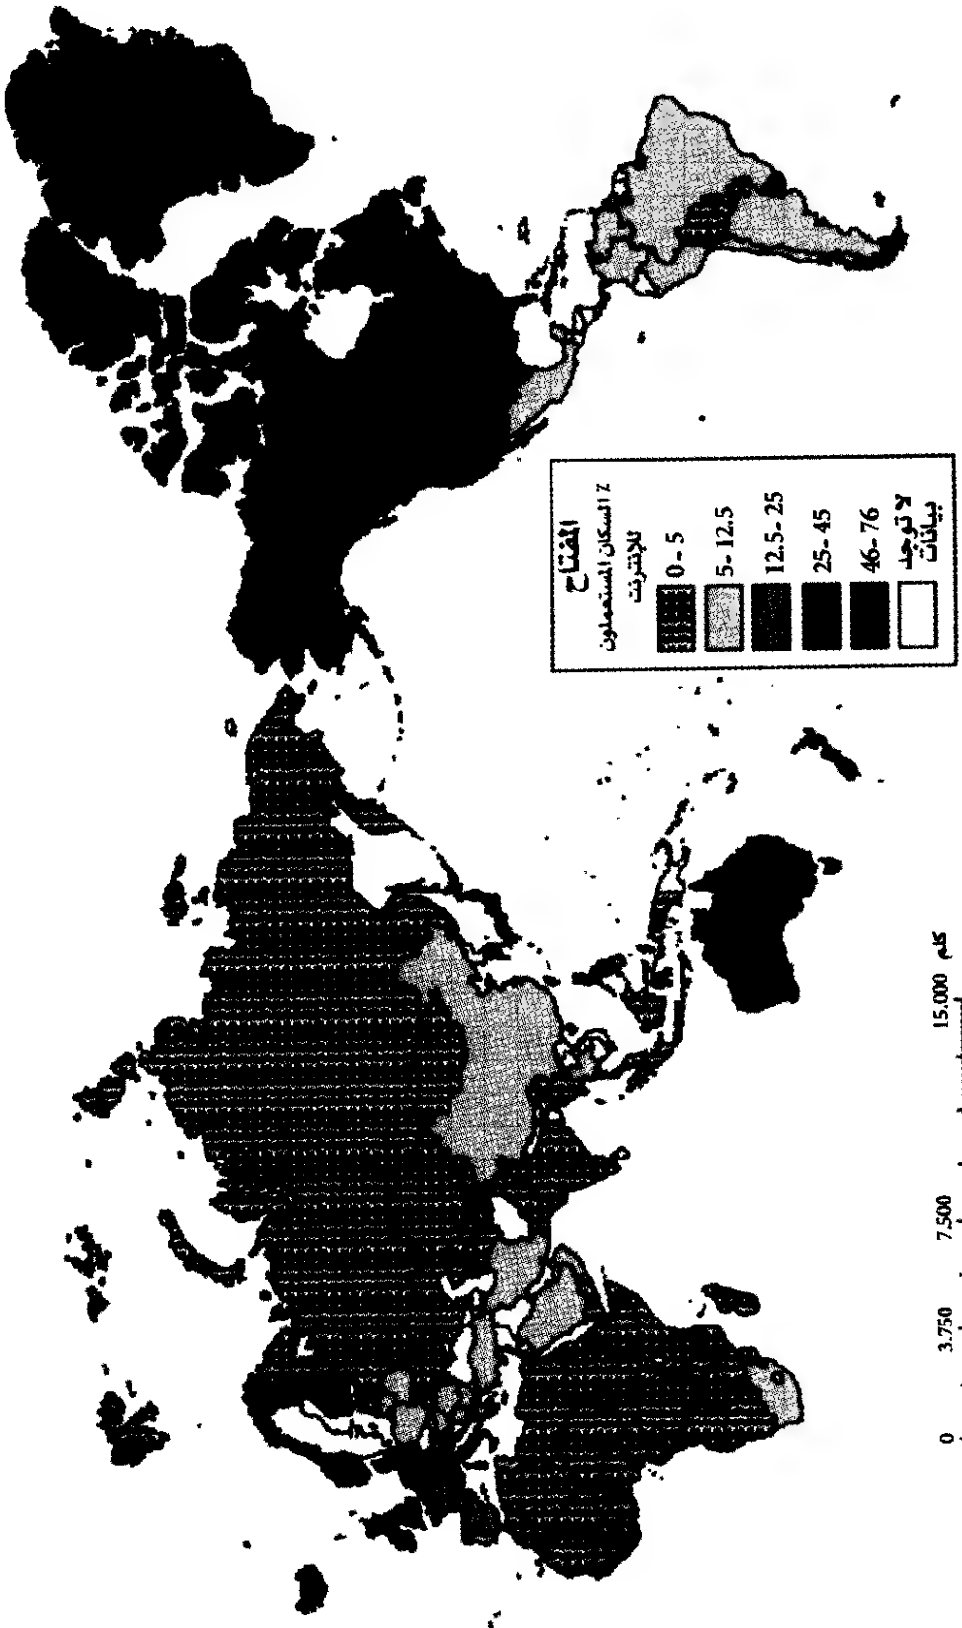 المفتاح
٪ السكان المستعملون
للإنترنت
0 - 5
5 - 12.5
12.5 - 25
25 - 45
46 - 76
لا توجد
بيانات
0 3.750 7.500 15.000 كلم